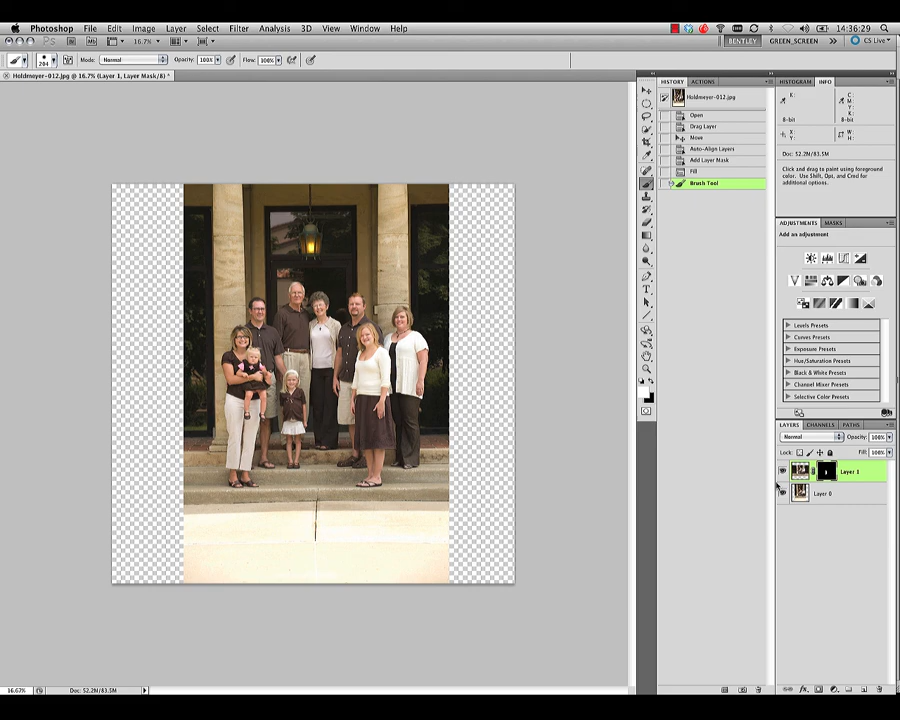 Photoshop File Edit Image Layer Select Filter Analysis 3D View Window Help 14:36:29
16.7% BENTLEY GREEN_SCREEN CS Live
204 Mode: Normal Opacity: 100% Flow: 100%
Holdmeyer-012.jpg @ 16.7% (Layer 1, Layer Mask/8) *
HISTORY ACTIONS
Holdmeyer-012.jpg
Open
Drag Layer
Move
Auto-Align Layers
Add Layer Mask
Fill
Brush Tool
HISTOGRAM INFO
K: C:
M:
Y:
K:
8-bit 8-bit
X: W:
Y: H:
Doc: 52.2M/83.5M
Click and drag to paint using foreground
color. Use Shift, Opt, and Cmd for
additional options.
ADJUSTMENTS MASKS
Add an adjustment
Levels Presets
Curves Presets
Exposure Presets
Hue/Saturation Presets
Black & White Presets
Channel Mixer Presets
Selective Color Presets
LAYERS CHANNELS PATHS
Normal Opacity: 100%
Lock: Fill: 100%
Layer 1
Layer 0
16.67% Doc: 52.2M/83.5M